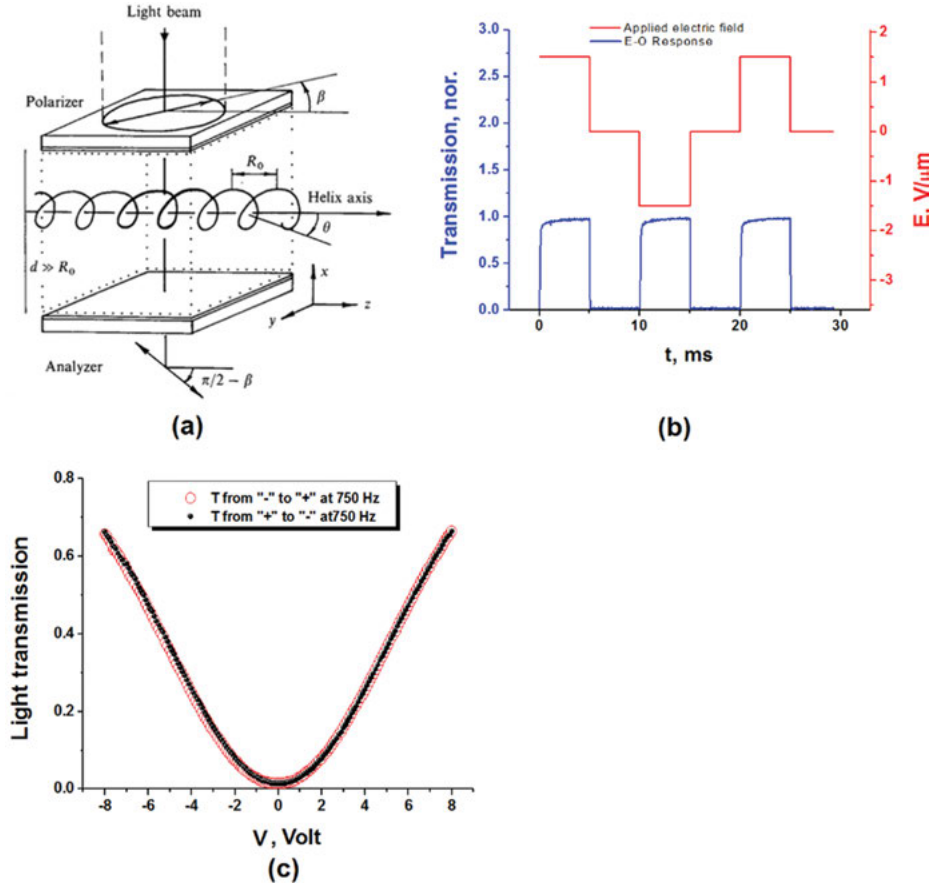 Light beam
Polarizer
β
R₀
Helix axis
θ
d ≫ R₀
x
y
z
Analyzer
π/2 − β
(a)
Applied electric field
E-O Response
Transmission, nor.
3.0
2.5
2.0
1.5
1.0
0.5
0.0
2
1
0
-1
-2
-3
E, V/μm
0 10 20 30
t, ms
(b)
T from "-" to "+" at 750 Hz
T from "+" to "-" at750 Hz
Light transmission
0.8
0.6
0.4
0.2
0.0
-8 -6 -4 -2 0 2 4 6 8
V, Volt
(c)